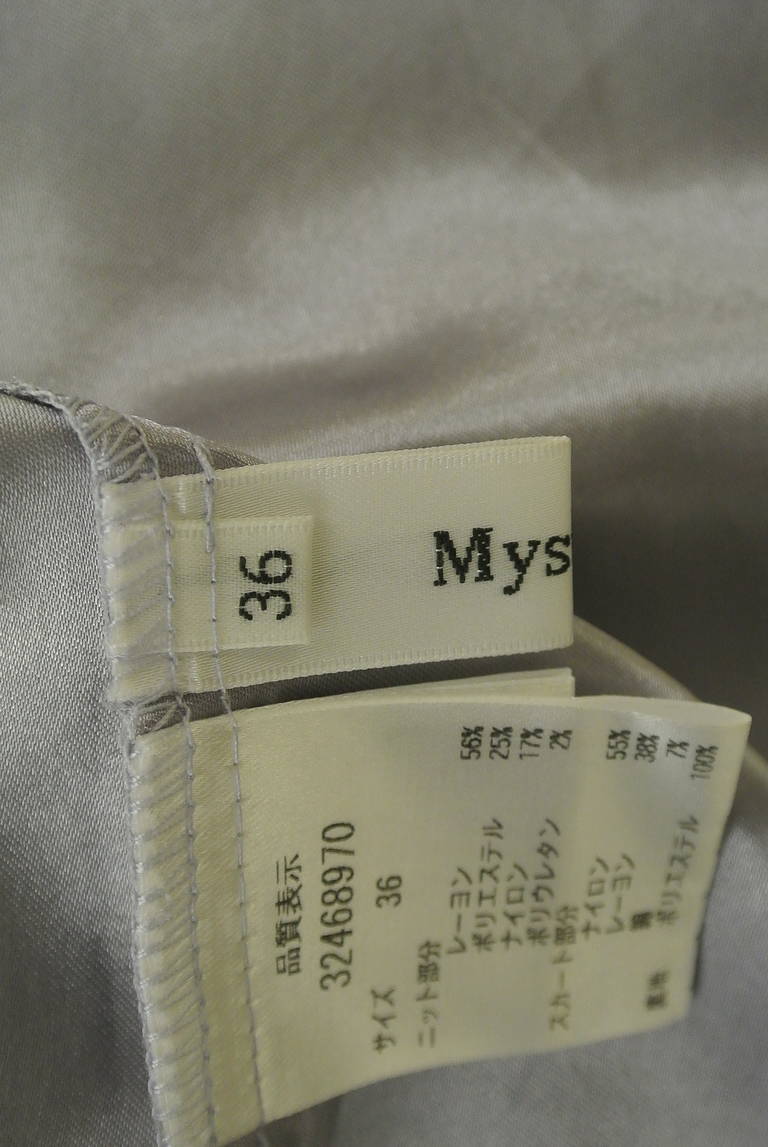 Mys
36
品質表示
32468970
サイズ 36
ニット部分
レーヨン 56%
ポリエステル 25%
ナイロン 17%
ポリウレタン 2%
スカート部分
ナイロン 55%
レーヨン 38%
綿 7%
裏地 ポリエステル 100%